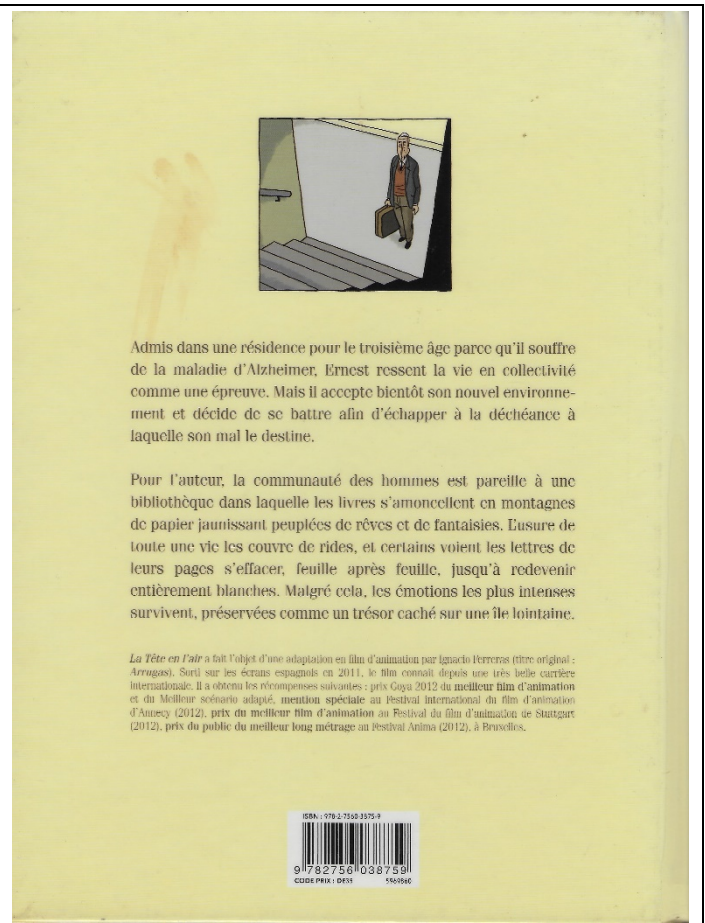 Admis dans une résidence pour le troisième âge parce qu'il souffre
de la maladie d'Alzheimer, Ernest ressent la vie en collectivité
comme une épreuve. Mais il accepte bientôt son nouvel environne-
ment et décide de se battre afin d'échapper à la déchéance à
laquelle son mal le destine.
Pour l'auteur, la communauté des hommes est pareille à une
bibliothèque dans laquelle les livres s'amoncellent en montagnes
de papier jaunissant peuplées de rêves et de fantaisies. L'usure de
toute une vie les couvre de rides, et certains voient les lettres de
leurs pages s'effacer, feuille après feuille, jusqu'à redevenir
entièrement blanches. Malgré cela, les émotions les plus intenses
survivent, préservées comme un trésor caché sur une île lointaine.
La Tête en l'air a fait l'objet d'une adaptation en film d'animation par Ignacio Ferreras (titre original :
Arrugas). Sorti sur les écrans espagnols en 2011, le film connaît depuis une très belle carrière
internationale. Il a obtenu les récompenses suivantes : prix Goya 2012 du meilleur film d'animation
et du Meilleur scénario adapté, mention spéciale au Festival international du film d'animation
d'Annecy (2012), prix du meilleur film d'animation au Festival du film d'animation de Stuttgart
(2012), prix du public du meilleur long métrage au Festival Anima (2012), à Bruxelles.
ISBN : 978-2-7560-3875-9
9 782756 038759
CODE PRIX : DE35 5969860